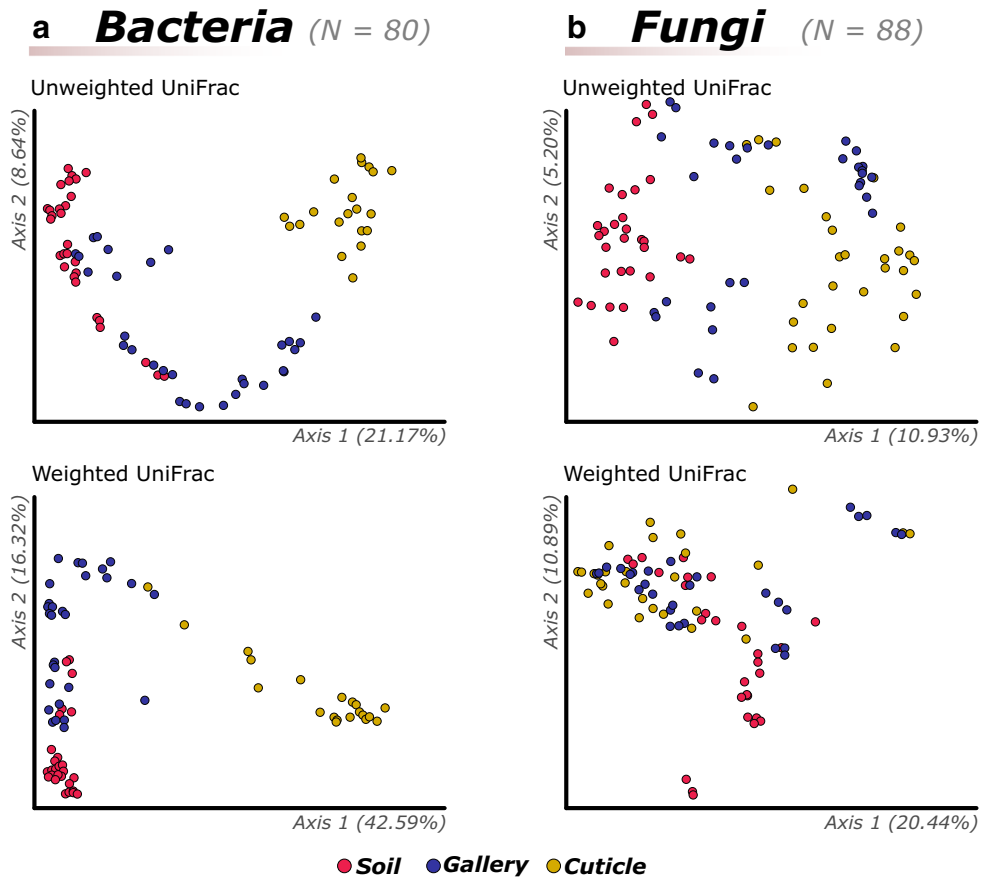 a Bacteria (N = 80)
b Fungi (N = 88)
Unweighted UniFrac
Axis 2 (8.64%)
Axis 1 (21.17%)
Unweighted UniFrac
Axis 2 (5.20%)
Axis 1 (10.93%)
Weighted UniFrac
Axis 2 (16.32%)
Axis 1 (42.59%)
Weighted UniFrac
Axis 2 (10.89%)
Axis 1 (20.44%)
Soil Gallery Cuticle